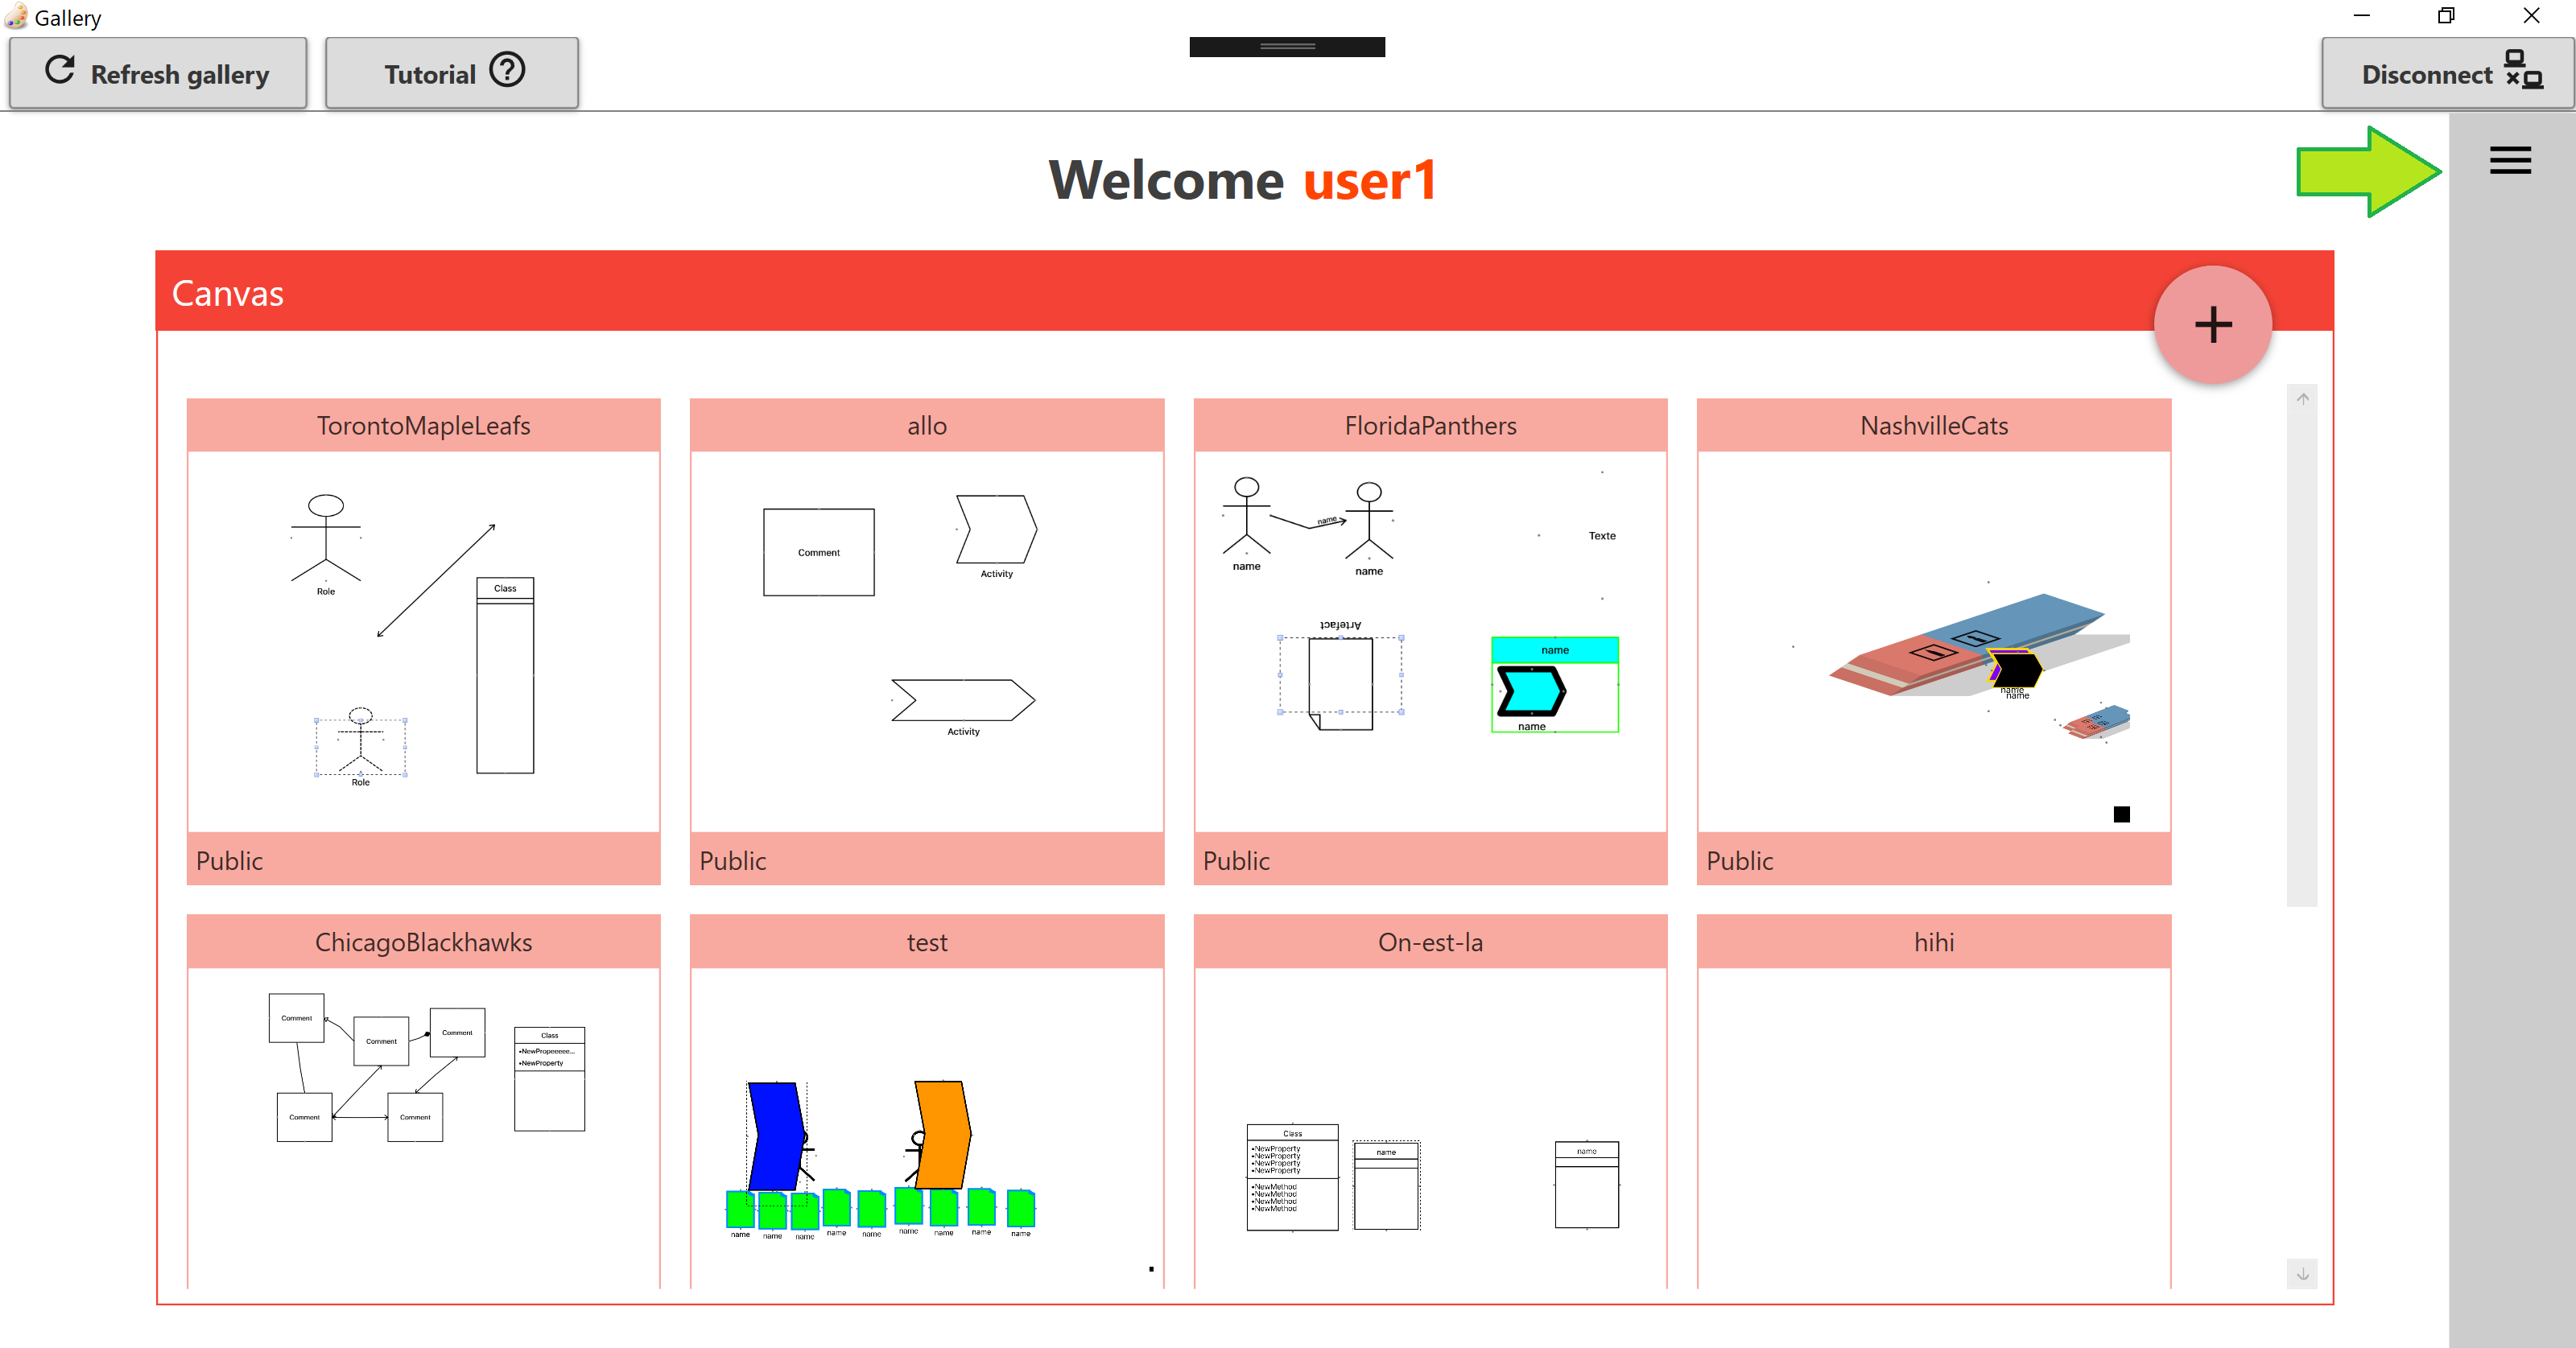 Gallery
Refresh gallery
Tutorial
Disconnect
Welcome user1
Canvas
TorontoMapleLeafs
Role
Class
Role
Public
allo
Comment
Activity
Activity
Public
FloridaPanthers
name
name
name
Texte
Artefact
name
name
Public
NashvilleCats
name
name
Public
ChicagoBlackhawks
Comment
Comment
Comment
Comment
Comment
Class
•NewPropeeeee...
•NewProperty
test
name
name
name
name
name
name
name
name
name
On-est-la
Class
•NewProperty
•NewProperty
•NewProperty
•NewProperty
•NewMethod
•NewMethod
•NewMethod
•NewMethod
name
name
hihi